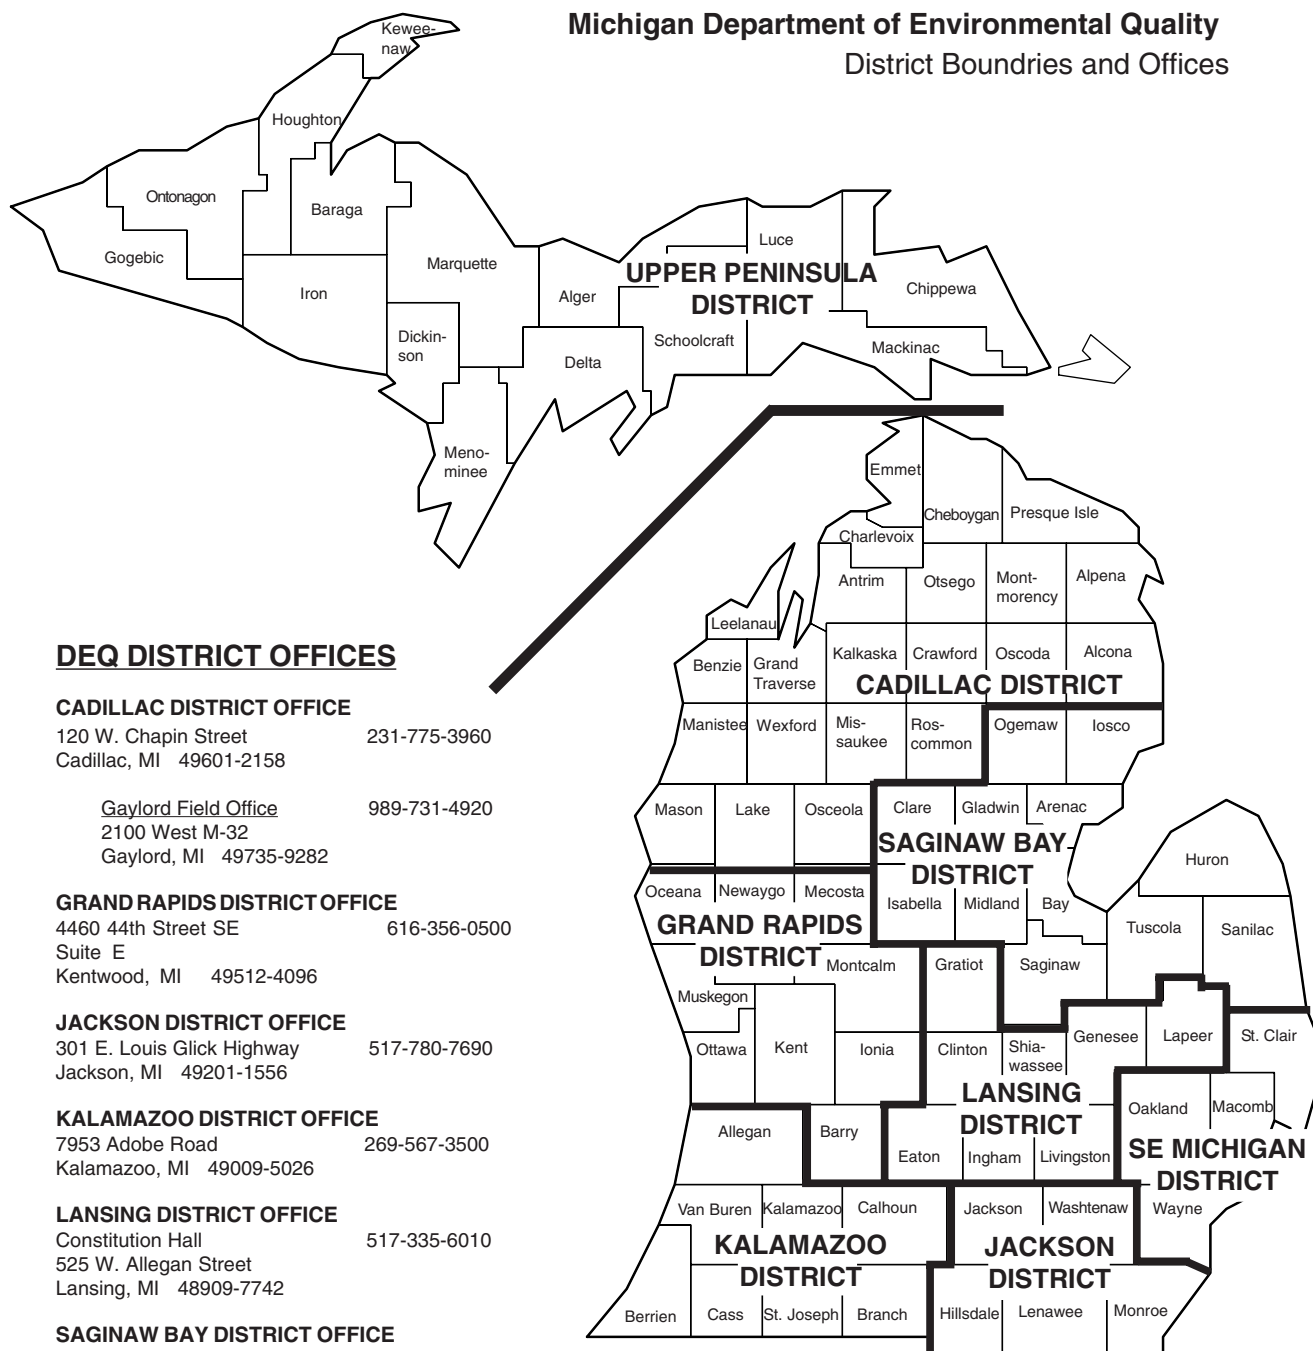 Michigan Department of Environmental Quality
District Boundries and Offices
Kewee-
naw
Houghton
Ontonagon
Baraga
Gogebic
Iron
Marquette
Dickin-
son
Meno-
minee
Alger
Delta
Luce
UPPER PENINSULA
DISTRICT
Schoolcraft
Chippewa
Mackinac
Emmet
Cheboygan
Presque Isle
Charlevoix
Antrim
Otsego
Mont-
morency
Alpena
Leelanau
Benzie
Grand
Traverse
Kalkaska
Crawford
Oscoda
Alcona
CADILLAC DISTRICT
Manistee
Wexford
Mis-
saukee
Ros-
common
Ogemaw
Iosco
Mason
Lake
Osceola
Clare
Gladwin
Arenac
SAGINAW BAY
DISTRICT
Huron
Oceana
Newaygo
Mecosta
Isabella
Midland
Bay
Tuscola
Sanilac
GRAND RAPIDS
DISTRICT
Montcalm
Gratiot
Saginaw
Muskegon
Ottawa
Kent
Ionia
Clinton
Shia-
wassee
Genesee
Lapeer
St. Clair
LANSING
DISTRICT
Oakland
Macomb
Allegan
Barry
Eaton
Ingham
Livingston
SE MICHIGAN
DISTRICT
Van Buren
Kalamazoo
Calhoun
Jackson
Washtenaw
Wayne
KALAMAZOO
DISTRICT
JACKSON
DISTRICT
Berrien
Cass
St. Joseph
Branch
Hillsdale
Lenawee
Monroe
DEQ DISTRICT OFFICES
CADILLAC DISTRICT OFFICE
120 W. Chapin Street 231-775-3960
Cadillac, MI 49601-2158
Gaylord Field Office 989-731-4920
2100 West M-32
Gaylord, MI 49735-9282
GRAND RAPIDS DISTRICT OFFICE
4460 44th Street SE 616-356-0500
Suite E
Kentwood, MI 49512-4096
JACKSON DISTRICT OFFICE
301 E. Louis Glick Highway 517-780-7690
Jackson, MI 49201-1556
KALAMAZOO DISTRICT OFFICE
7953 Adobe Road 269-567-3500
Kalamazoo, MI 49009-5026
LANSING DISTRICT OFFICE
Constitution Hall 517-335-6010
525 W. Allegan Street
Lansing, MI 48909-7742
SAGINAW BAY DISTRICT OFFICE